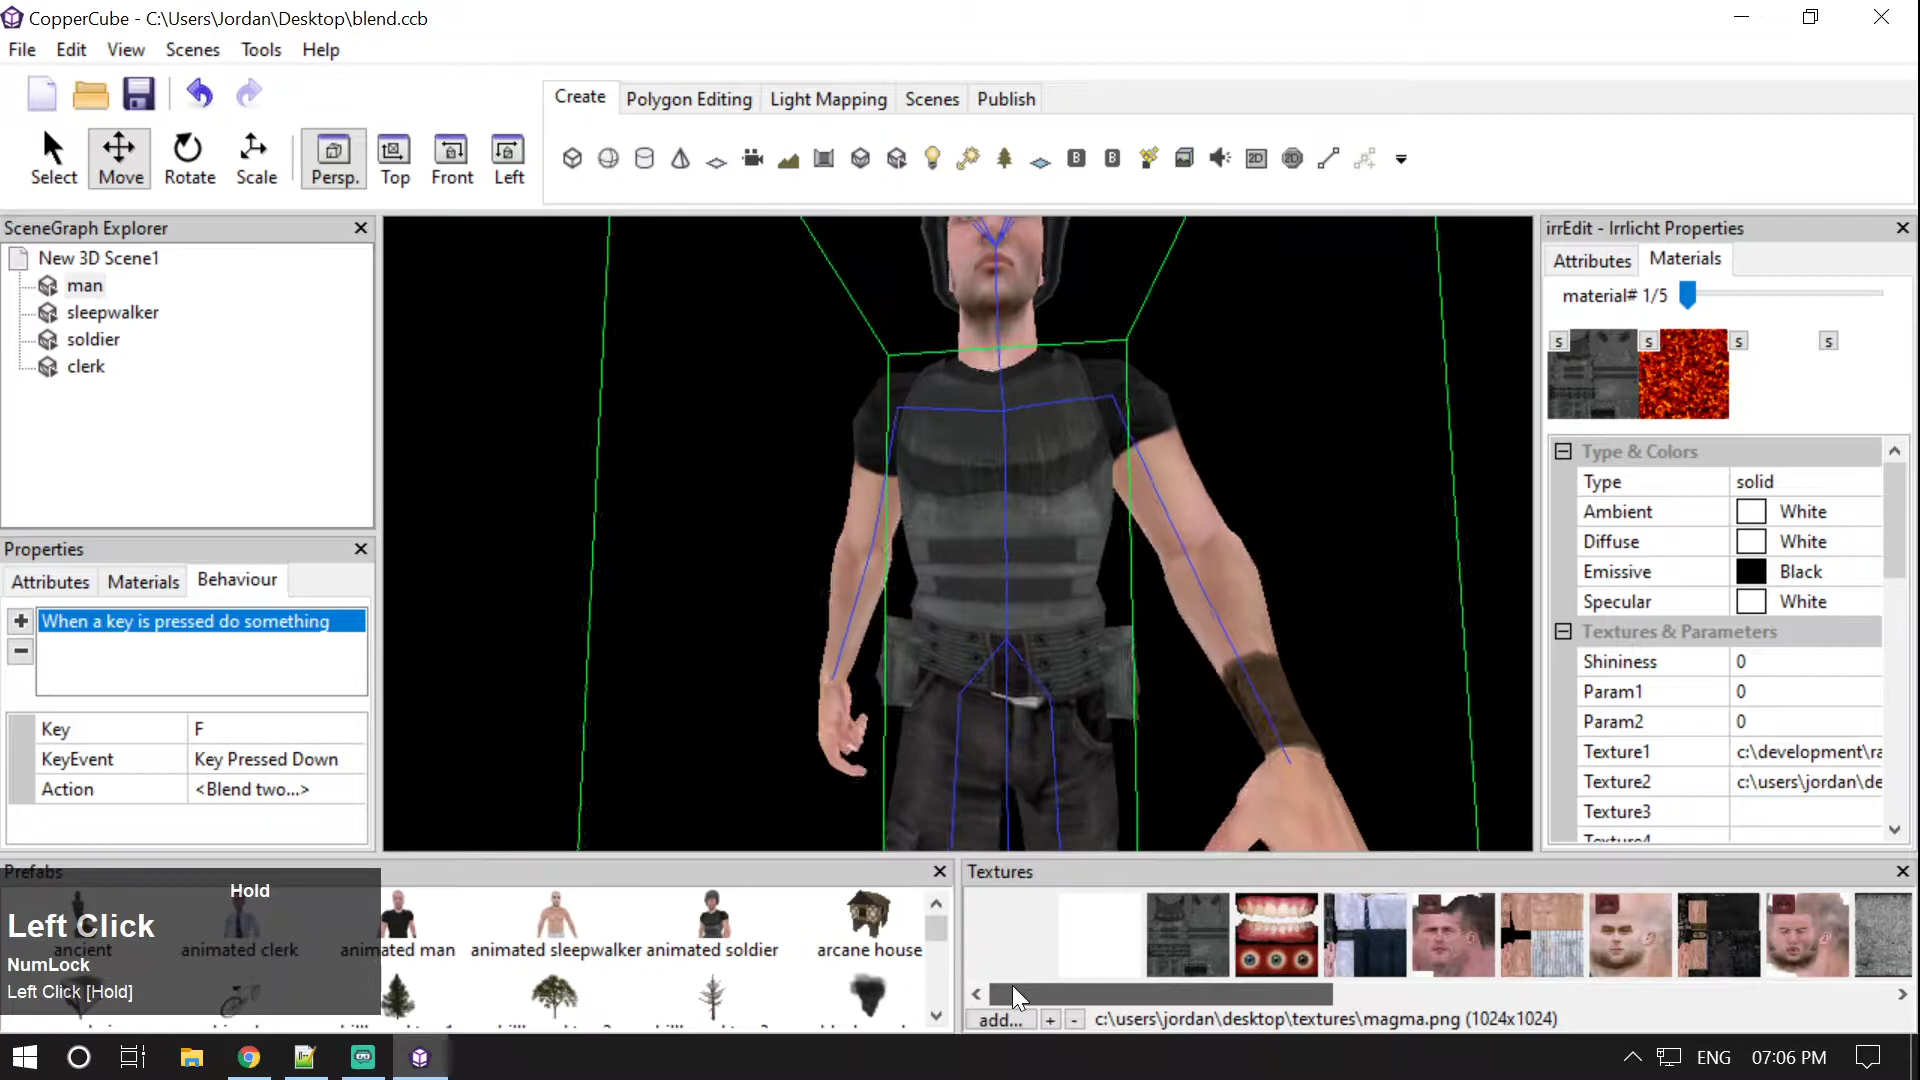 CopperCube - C:\Users\Jordan\Desktop\blend.ccb
File Edit View Scenes Tools Help
Create Polygon Editing Light Mapping Scenes Publish
Select Move Rotate Scale Persp. Top Front Left
B B 2D 2D
SceneGraph Explorer
New 3D Scene1
man
sleepwalker
soldier
clerk
Properties
Attributes Materials Behaviour
+ When a key is pressed do something
-
Key F
KeyEvent Key Pressed Down
Action <Blend two...>
irrEdit - Irrlicht Properties
Attributes Materials
material# 1/5
s s s s
Type & Colors
Type solid
Ambient White
Diffuse White
Emissive Black
Specular White
Textures & Parameters
Shininess 0
Param1 0
Param2 0
Texture1 c:\development\ra
Texture2 c:\users\jordan\de
Texture3
Texture4
Prefabs
Hold
Left Click
NumLock
Left Click [Hold]
ancient animated clerk animated man animated sleepwalker animated soldier arcane house
Textures
add... + - c:\users\jordan\desktop\textures\magma.png (1024x1024)
ENG 07:06 PM